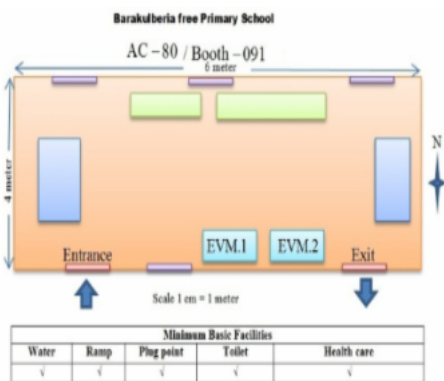 Barakulberia free Primary School
AC – 80 / Booth – 091
6 meter
4 meter
N
EVM.1 EVM.2
Entrance Exit
Scale 1 cm = 1 meter
Minimum Basic Facilities
Water Ramp Plug point Toilet Health care
√ √ √ √ √